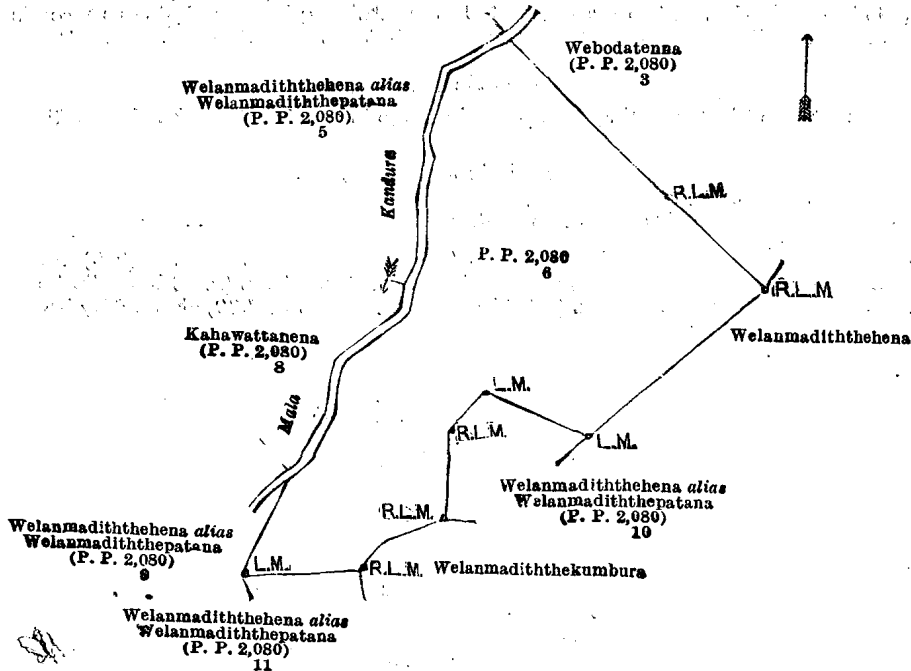 Webodatenna
(P. P. 2,080)
3
Welanmadiththehena alias
Welanmadiththepatana
(P. P. 2,080)
5
Kandura
R.L.M.
P. P. 2,080
6
R.L.M
Welanmadiththehena
Kahawattanena
(P. P. 2,080)
8
Mala
L.M.
R.L.M.
L.M.
Welanmadiththehena alias
Welanmadiththepatana
(P. P. 2,080)
10
R.L.M.
Welanmadiththehena alias
Welanmadiththepatana
(P. P. 2,080)
9
L.M.
R.L.M.
Welanmadiththekumbura
Welanmadiththehena alias
Welanmadiththepatana
(P. P. 2,080)
11